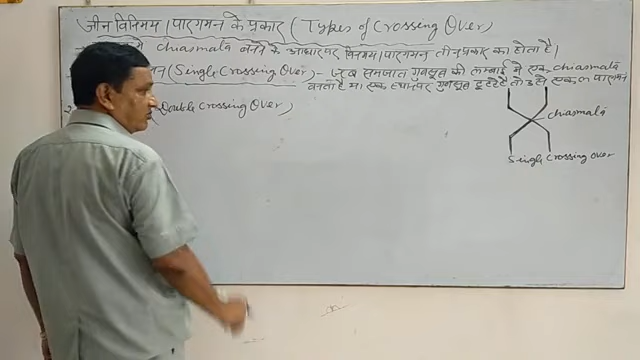 जीन विनिमय / पारगमन के प्रकार (Types of Crossing Over)
में chiasmata बनने के आधार पर विनिमय / पारगमन तीन प्रकार का होता है।
(Single Crossing Over) - जब समजात गुणसूत्र की लम्बाई में एक chiasmata
बनता है या एक स्थान पर गुणसूत्र टूटते है तो उसे एकल पारगमन
2
(Double Crossing Over)
chiasmata
Single Crossing over